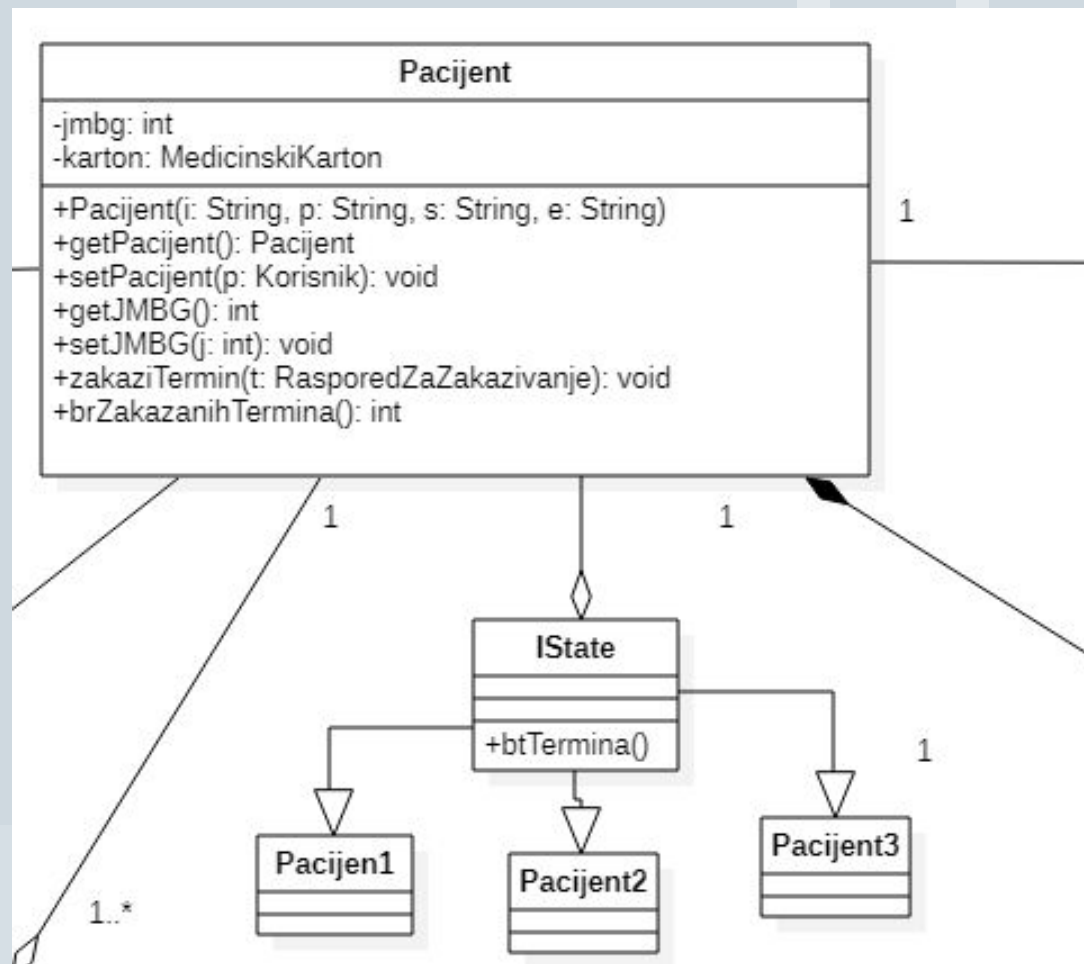 Pacijent
-jmbg: int
-karton: MedicinskiKarton
+Pacijent(i: String, p: String, s: String, e: String)
+getPacijent(): Pacijent
+setPacijent(p: Korisnik): void
+getJMBG(): int
+setJMBG(j: int): void
+zakaziTermin(t: RasporedZaZakazivanje): void
+brZakazanihTermina(): int
1
1
1
IState
+btTermina()
1
Pacijen1
Pacijent2
Pacijent3
1..*